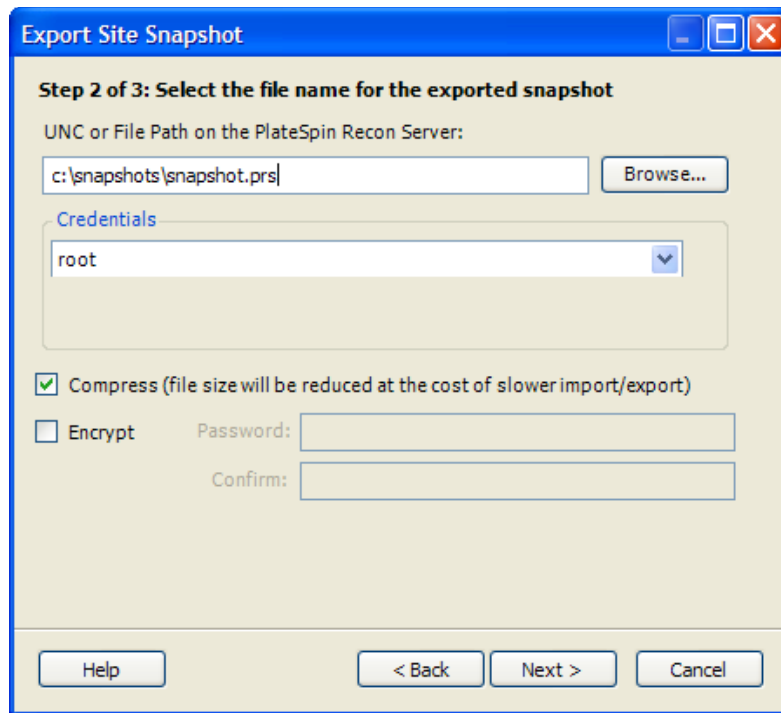 Export Site Snapshot
Step 2 of 3: Select the file name for the exported snapshot
UNC or File Path on the PlateSpin Recon Server:
c:\snapshots\snapshot.prs
Browse...
Credentials
root
Compress (file size will be reduced at the cost of slower import/export)
Encrypt Password:
Confirm:
Help < Back Next > Cancel